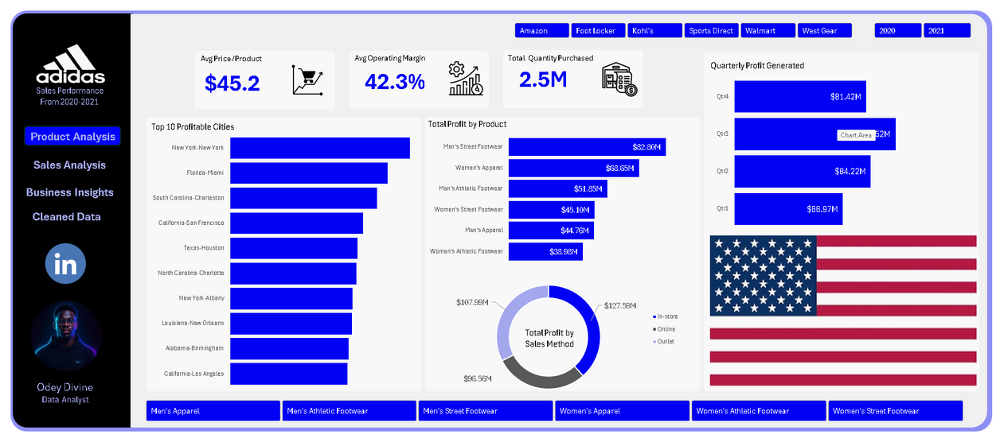 adidas
Sales Performance
From 2020-2021
Product Analysis
Sales Analysis
Business Insights
Cleaned Data
in
Odey Divine
Data Analyst
Amazon
Foot Locker
Kohl's
Sports Direct
Walmart
West Gear
2020
2021
Avg Price/Product
$45.2
Avg Operating Margin
42.3%
Total Quantity Purchased
2.5M
Top 10 Profitable Cities
New York-New York
Florida-Miami
South Carolina-Charleston
California-San Francisco
Texas-Houston
North Carolina-Charlotte
New York-Albany
Louisiana-New Orleans
Alabama-Birmingham
California-Los Angeles
Total Profit by Product
Men's Street Footwear
$82.80M
Women's Apparel
$68.65M
Men's Athletic Footwear
$51.85M
Women's Street Footwear
$45.10M
Men's Apparel
$44.76M
Women's Athletic Footwear
$38.98M
$107.99M
$127.59M
$96.56M
Total Profit by
Sales Method
In-store
Online
Outlet
Quarterly Profit Generated
Qtr4
$81.42M
Qtr3
Chart Area
52M
Qtr2
$84.22M
Qtr1
$66.97M
Men's Apparel
Men's Athletic Footwear
Men's Street Footwear
Women's Apparel
Women's Athletic Footwear
Women's Street Footwear